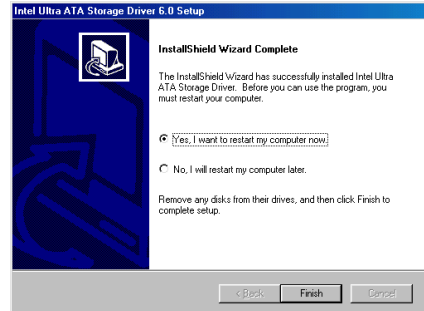 Intel Ultra ATA Storage Driver 6.0 Setup
InstallShield Wizard Complete
The InstallShield Wizard has successfully installed Intel Ultra
ATA Storage Driver. Before you can use the program, you
must restart your computer.
Yes, I want to restart my computer now.
No, I will restart my computer later.
Remove any disks from their drives, and then click Finish to
complete setup.
< Back Finish Cancel